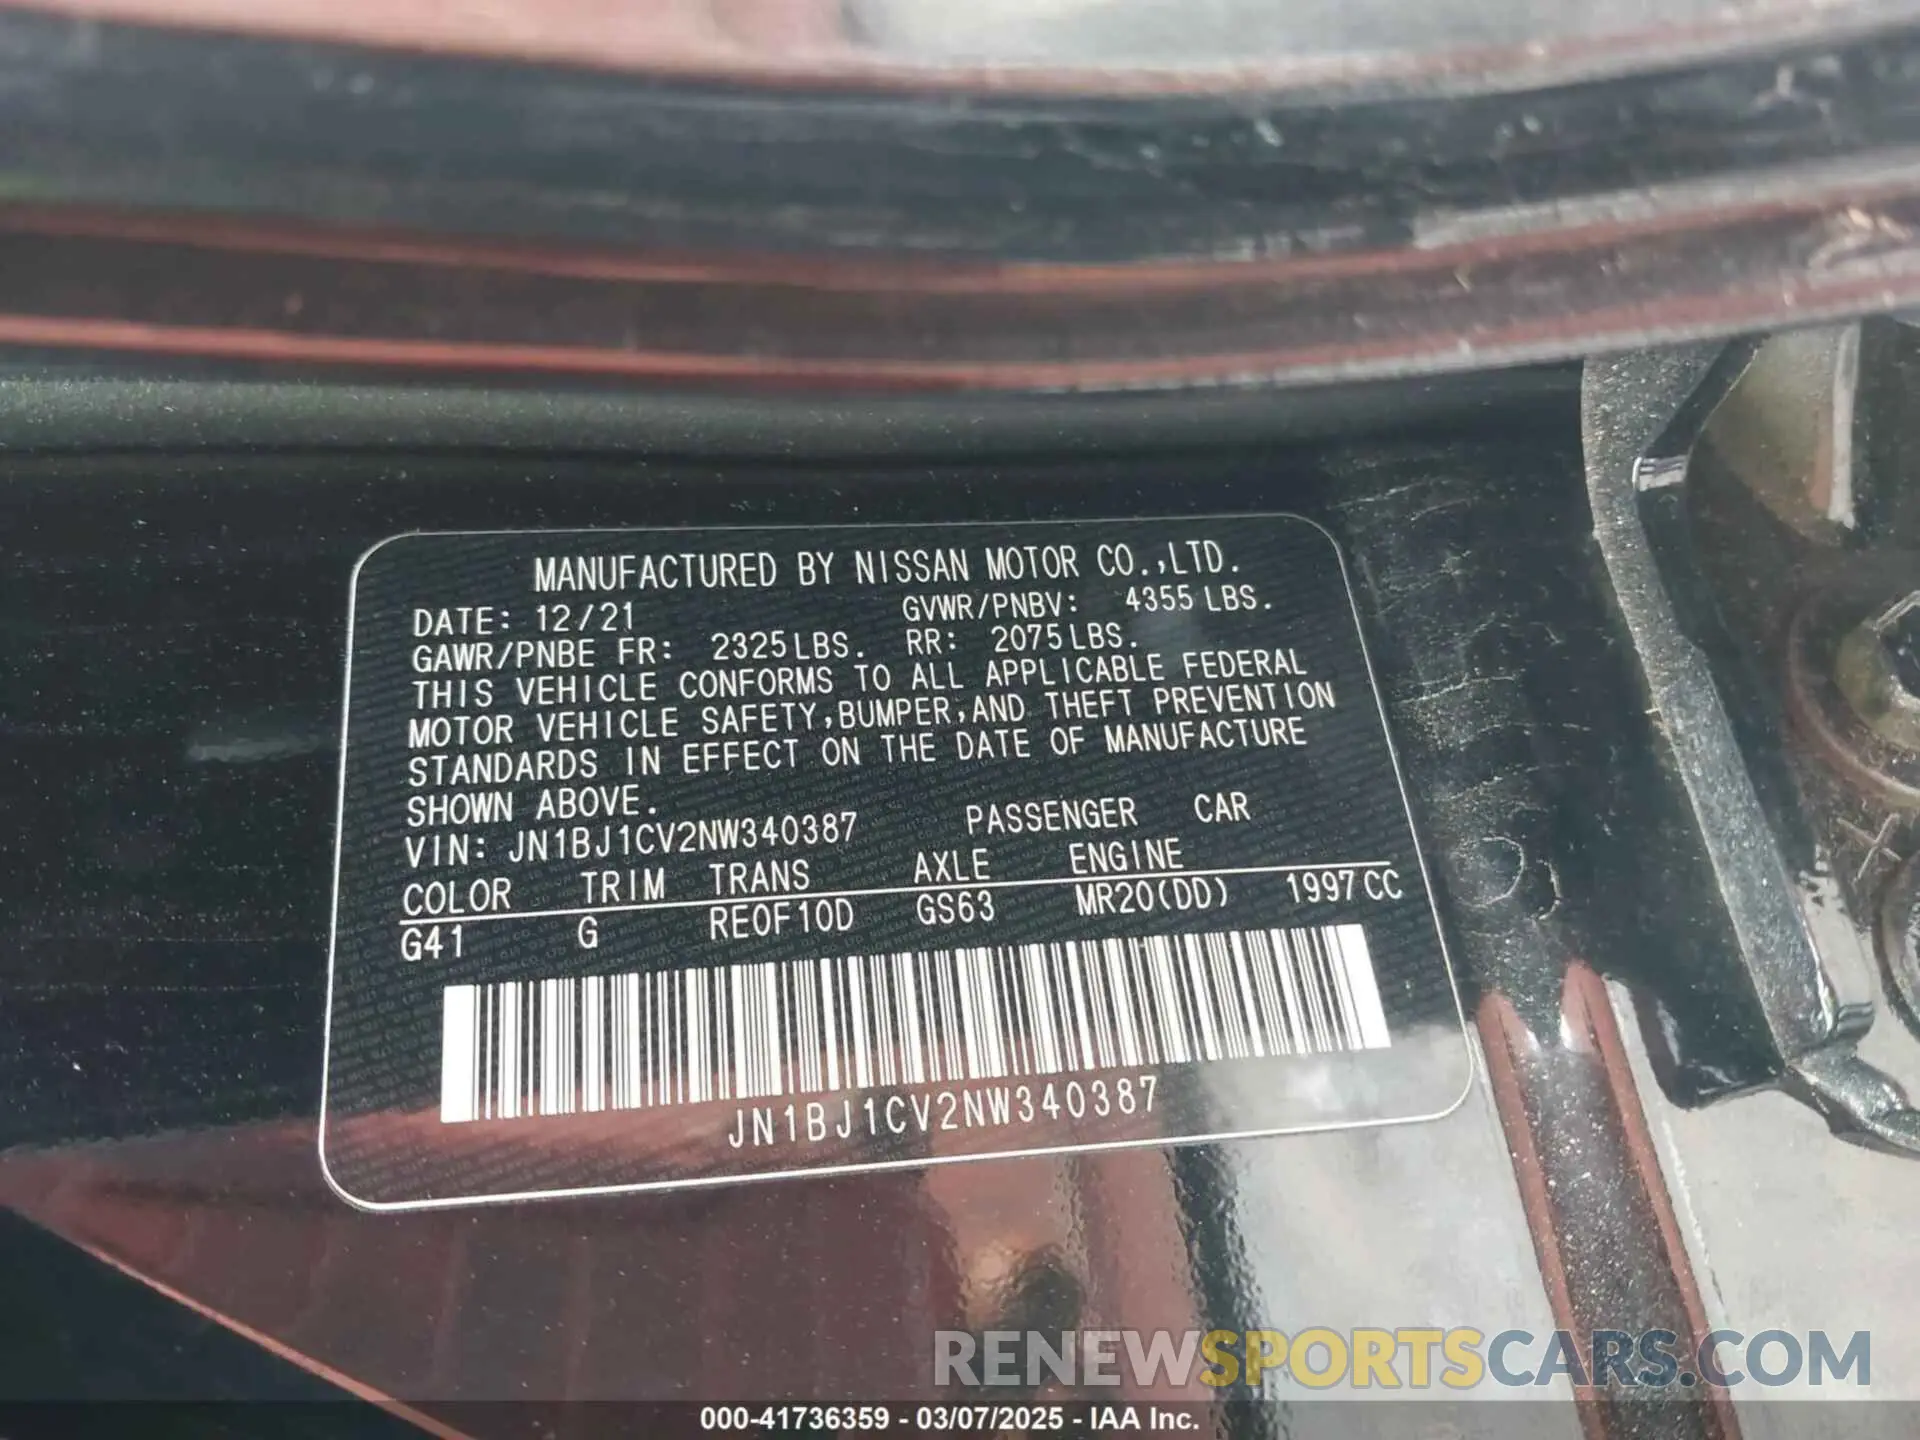 MANUFACTURED BY NISSAN MOTOR CO.,LTD.
DATE: 12/21 GVWR/PNBV: 4355 LBS.
GAWR/PNBE FR: 2325 LBS. RR: 2075 LBS.
THIS VEHICLE CONFORMS TO ALL APPLICABLE FEDERAL
MOTOR VEHICLE SAFETY,BUMPER,AND THEFT PREVENTION
STANDARDS IN EFFECT ON THE DATE OF MANUFACTURE
SHOWN ABOVE.
VIN: JN1BJ1CV2NW340387 PASSENGER CAR
COLOR TRIM TRANS AXLE ENGINE
G41 G RE0F10D GS63 MR20(DD) 1997 CC
JN1BJ1CV2NW340387
RENEWSPORTSCARS.COM
000-41736359 - 03/07/2025 - IAA Inc.